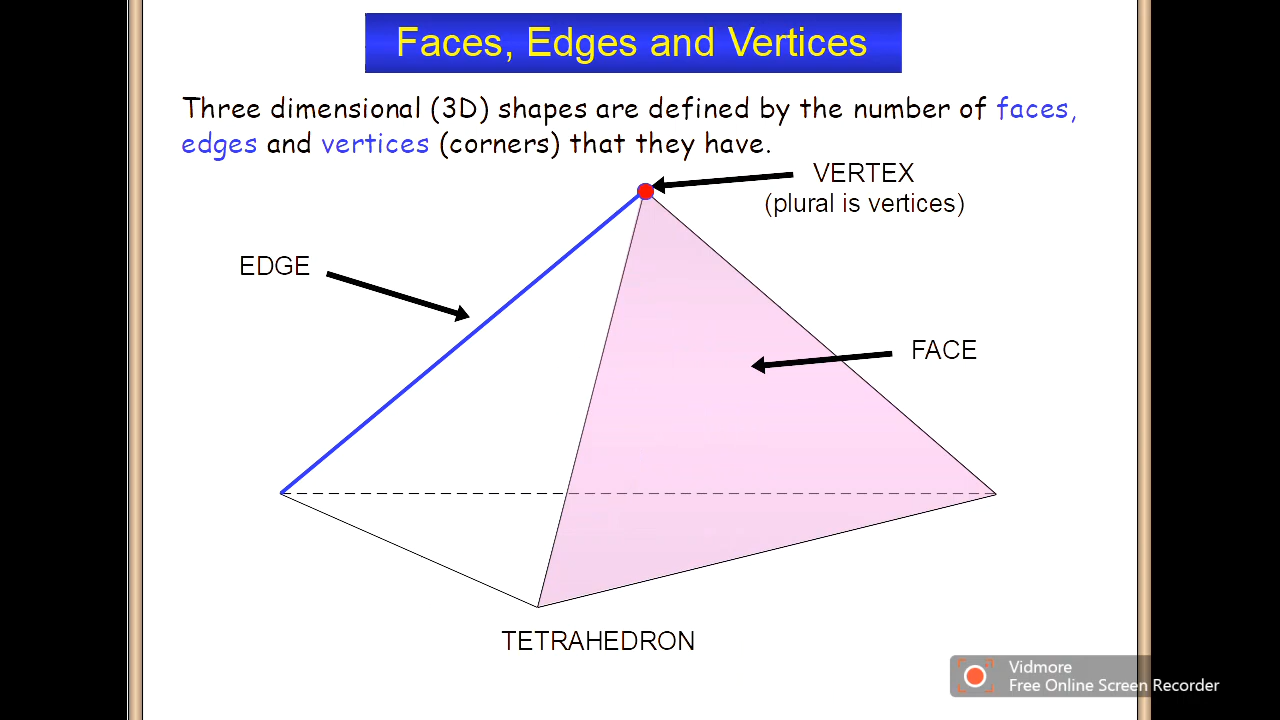 Faces, Edges and Vertices
Three dimensional (3D) shapes are defined by the number of faces,
edges and vertices (corners) that they have.
VERTEX
(plural is vertices)
EDGE
FACE
TETRAHEDRON
Vidmore
Free Online Screen Recorder